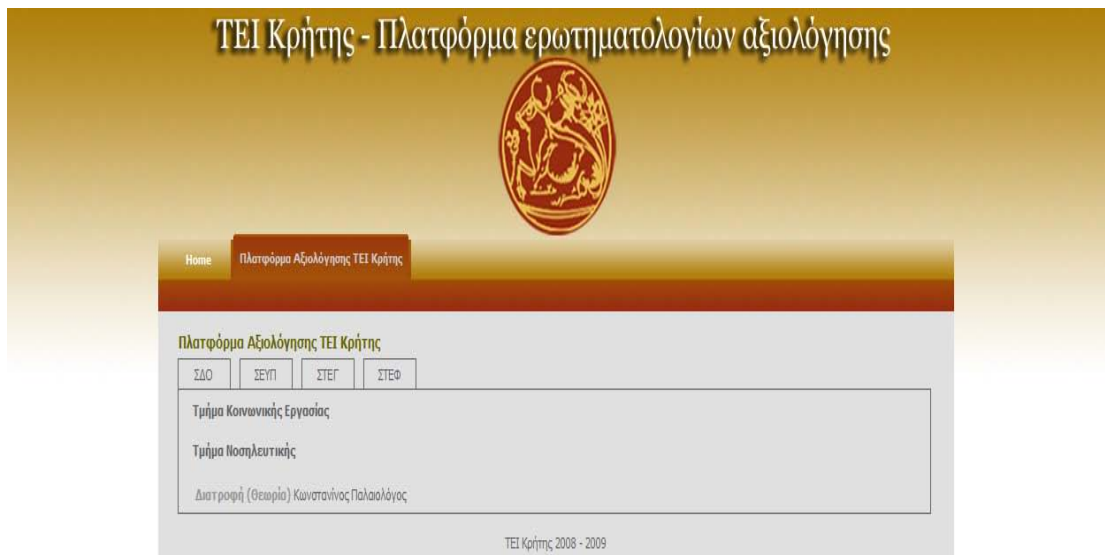 ΤΕΙ Κρήτης - Πλατφόρμα ερωτηματολογίων αξιολόγησης
Home Πλατφόρμα Αξιολόγησης ΤΕΙ Κρήτης
Πλατφόρμα Αξιολόγησης ΤΕΙ Κρήτης
ΣΔΟ ΣΕΥΠ ΣΤΕΓ ΣΤΕΦ
Τμήμα Κοινωνικής Εργασίας
Τμήμα Νοσηλευτικής
Διατροφή (Θεωρία) Κωνστανίνος Παλαιολόγος
ΤΕΙ Κρήτης 2008 - 2009